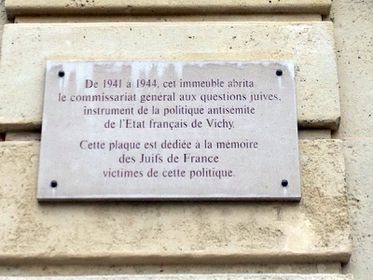 De 1941 à 1944, cet immeuble abrita
le commissariat général aux questions juives,
instrument de la politique antisémite
de l'Etat français de Vichy.
Cette plaque est dédiée à la mémoire
des Juifs de France
victimes de cette politique.